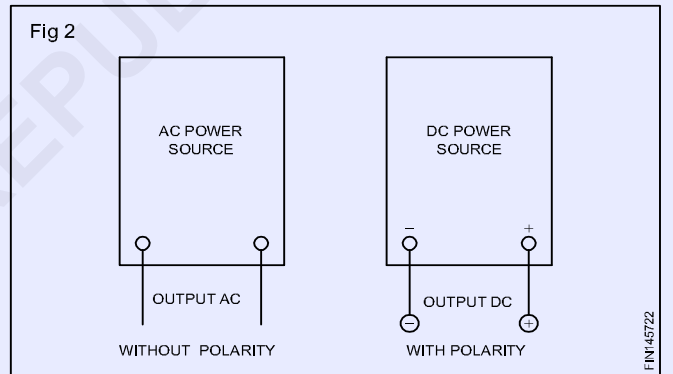 Fig 2
AC POWER
SOURCE
OUTPUT AC
WITHOUT POLARITY
DC POWER
SOURCE
– +
OUTPUT DC
– +
WITH POLARITY
FIN145722